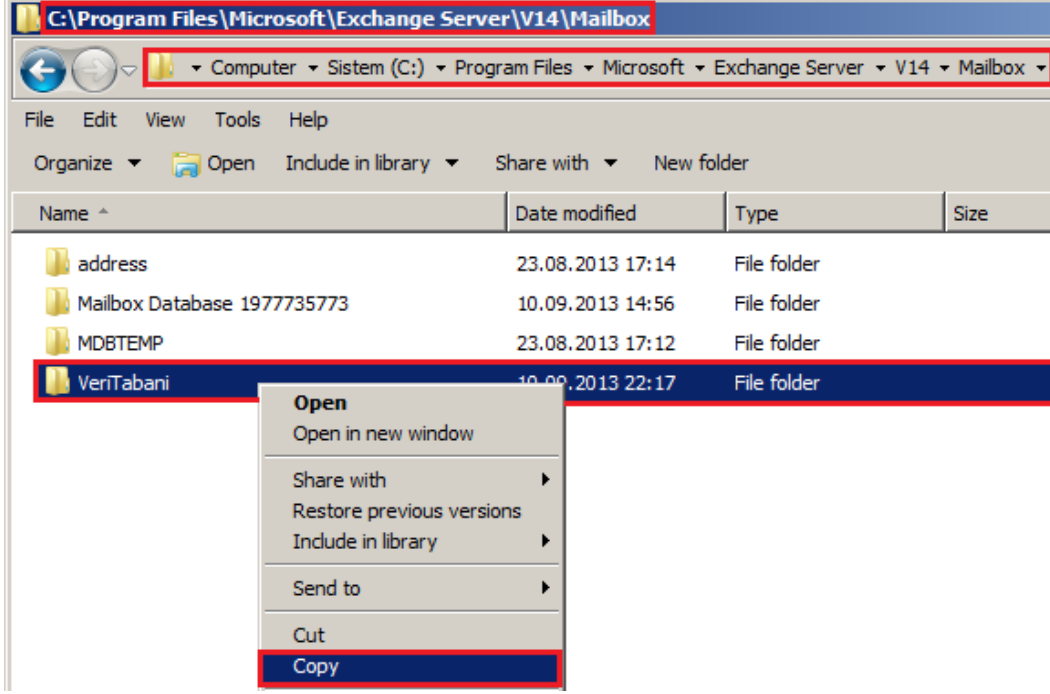 C:\Program Files\Microsoft\Exchange Server\V14\Mailbox
Computer Sistem (C:) Program Files Microsoft Exchange Server V14 Mailbox
File Edit View Tools Help
Organize Open Include in library Share with New folder
Name Date modified Type Size
address 23.08.2013 17:14 File folder
Mailbox Database 1977735773 10.09.2013 14:56 File folder
MDBTEMP 23.08.2013 17:12 File folder
VeriTabani 10.09.2013 22:17 File folder
Open
Open in new window
Share with
Restore previous versions
Include in library
Send to
Cut
Copy